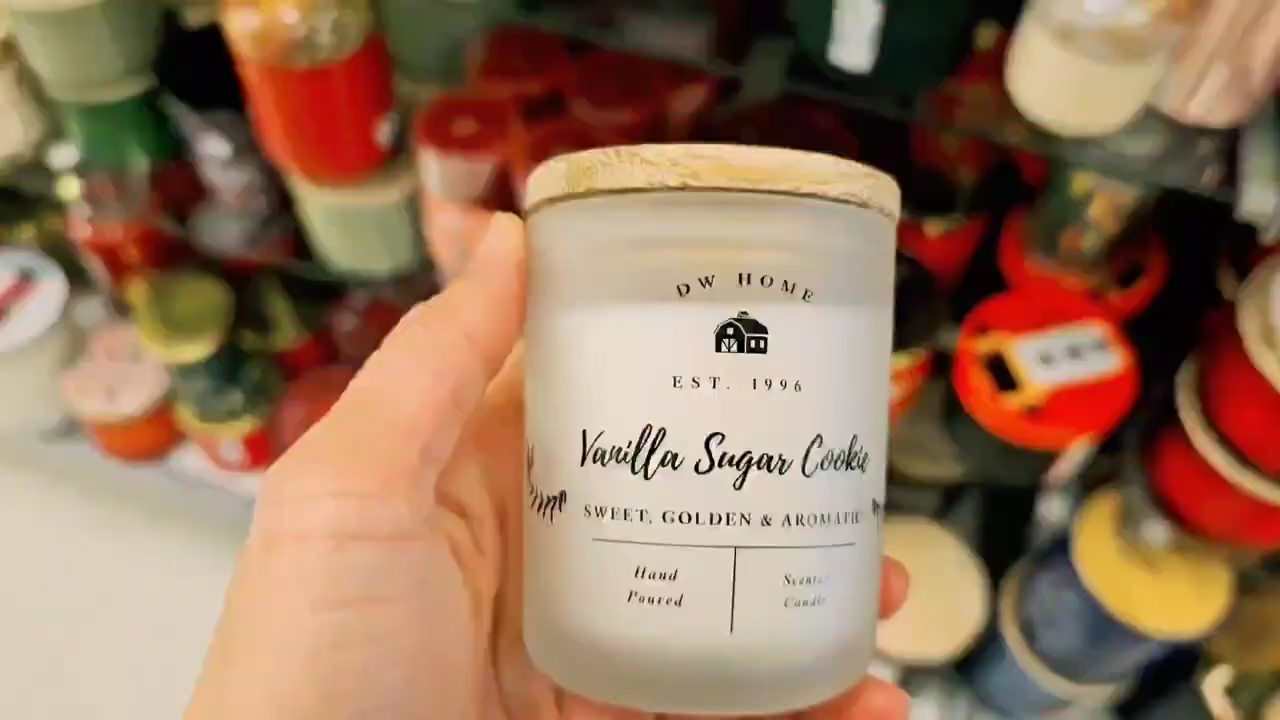 DW HOME
EST. 1996
Vanilla Sugar Cookie
SWEET, GOLDEN & AROMATIC
Hand
Poured
Scented
Candle